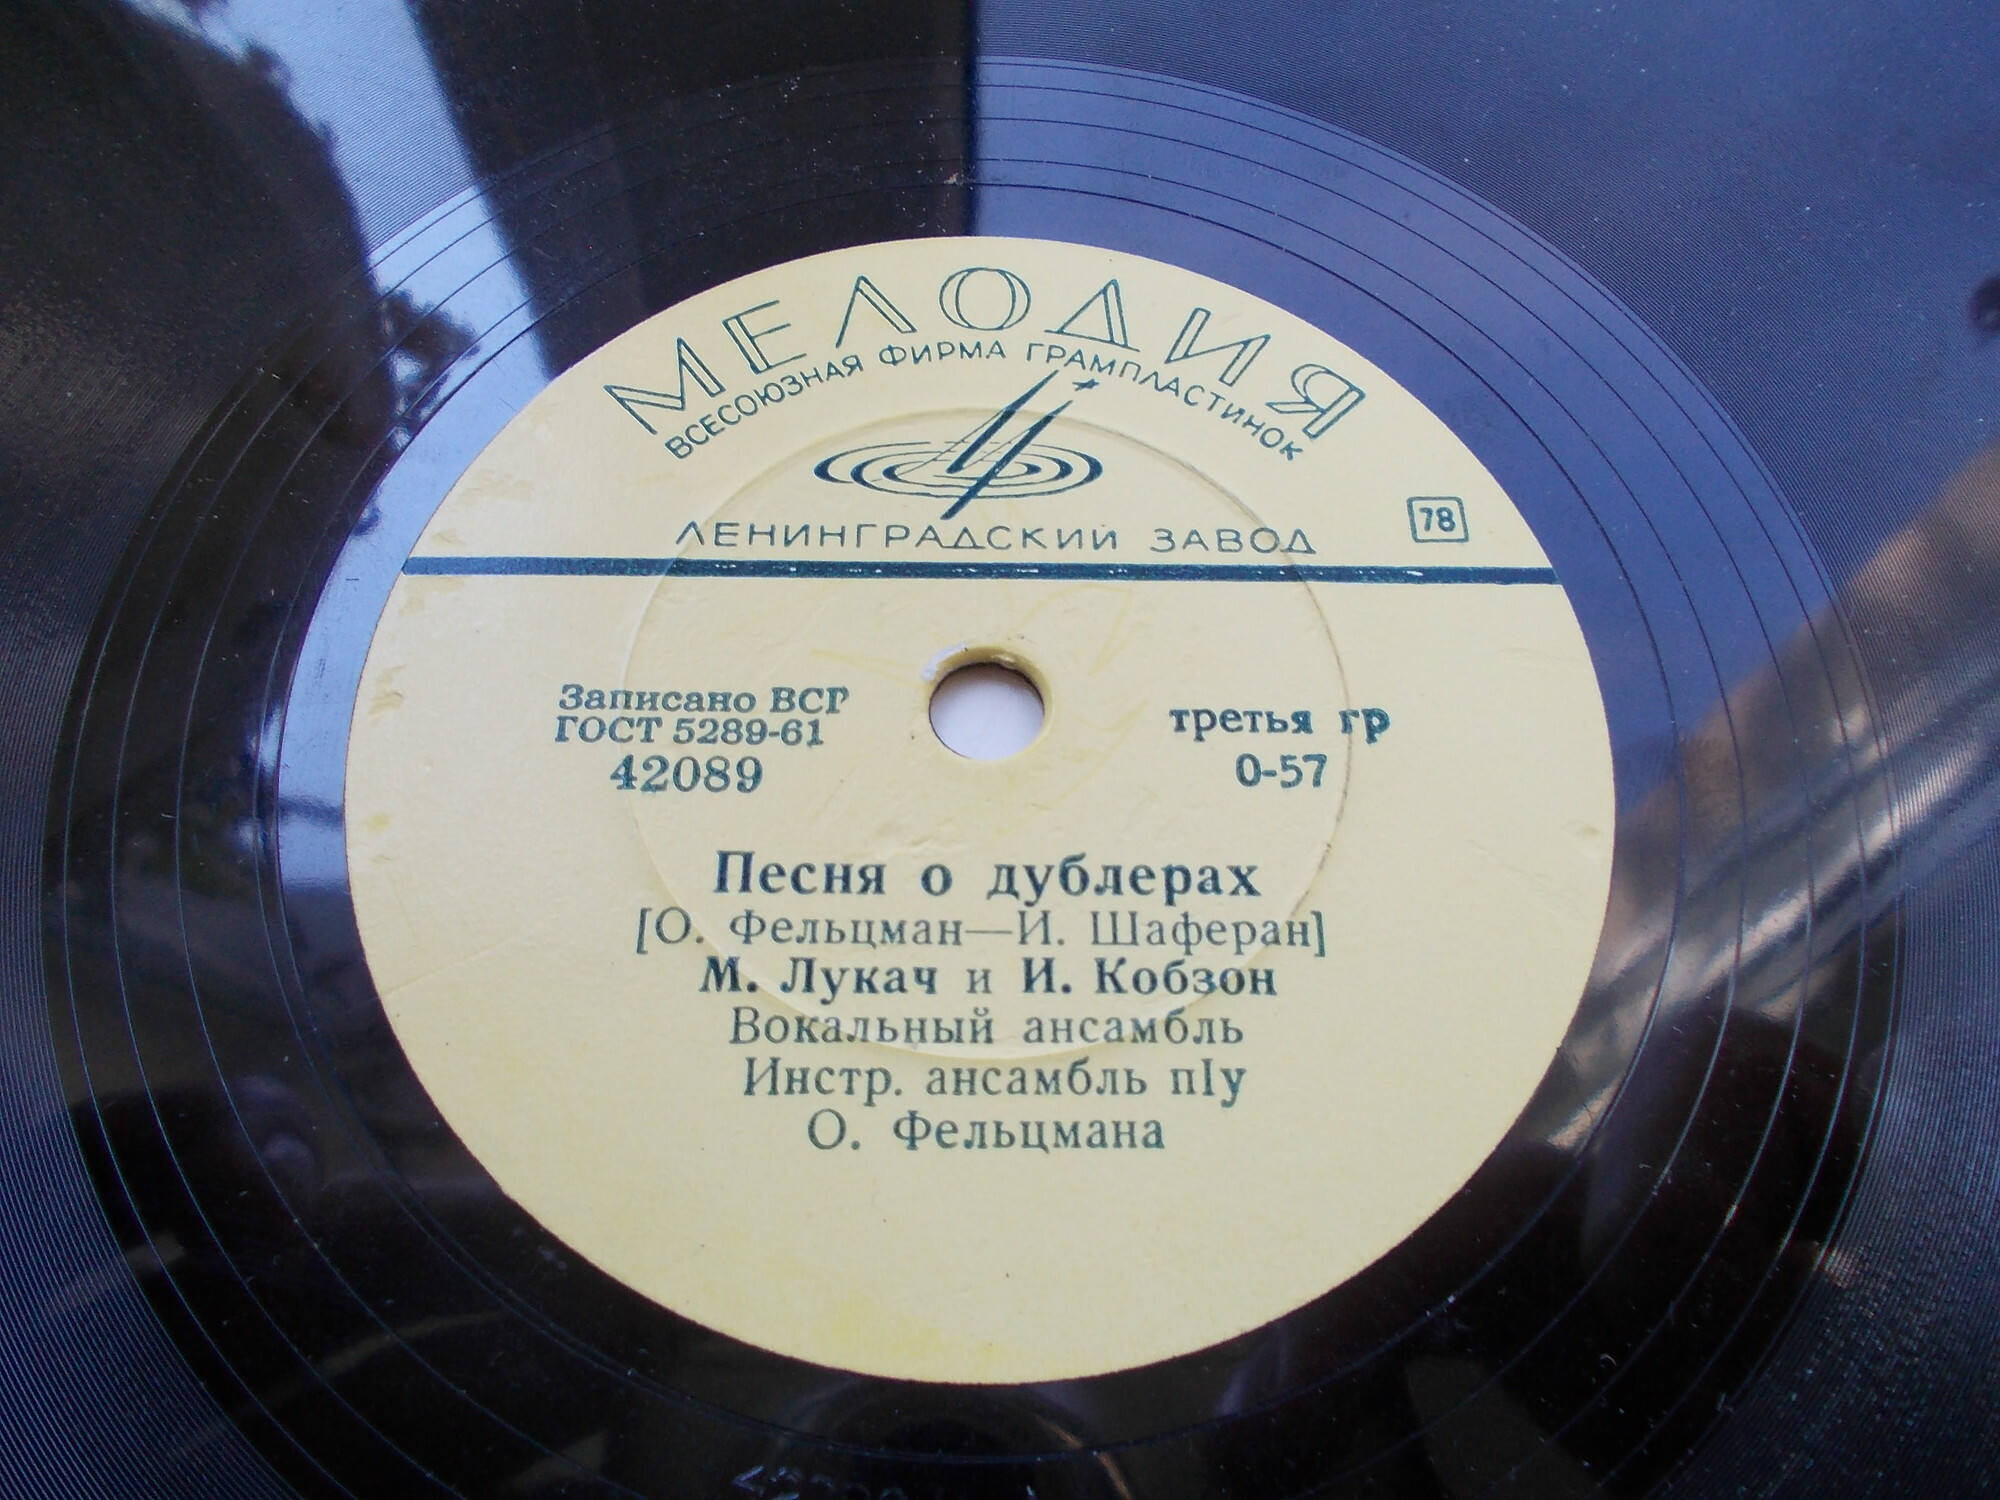 МЕЛОДИЯ
ВСЕСОЮЗНАЯ ФИРМА ГРАМПЛАСТИНОК
ЛЕНИНГРАДСКИЙ ЗАВОД
78
Записано ВСГ
ГОСТ 5289-61
42089
третья гр
0-57
Песня о дублерах
[О. Фельцман—И. Шаферан]
М. Лукач и И. Кобзон
Вокальный ансамбль
Инстр. ансамбль п/у
О. Фельцмана